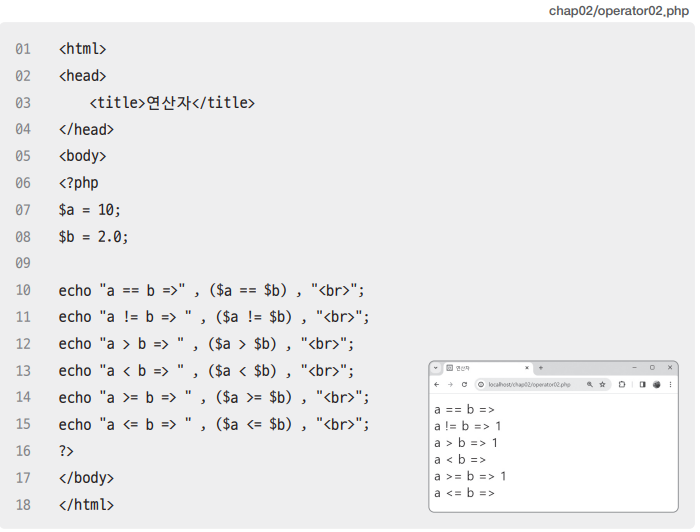 chap02/operator02.php
01 <html>
02 <head>
03 <title>연산자</title>
04 </head>
05 <body>
06 <?php
07 $a = 10;
08 $b = 2.0;
09
10 echo "a == b =>" , ($a == $b) , "<br>";
11 echo "a != b => " , ($a != $b) , "<br>";
12 echo "a > b => " , ($a > $b) , "<br>";
13 echo "a < b => " , ($a < $b) , "<br>";
14 echo "a >= b => " , ($a >= $b) , "<br>";
15 echo "a <= b => " , ($a <= $b) , "<br>";
16 ?>
17 </body>
18 </html>
연산자
localhost/chap02/operator02.php
a == b =>
a != b => 1
a > b => 1
a < b =>
a >= b => 1
a <= b =>